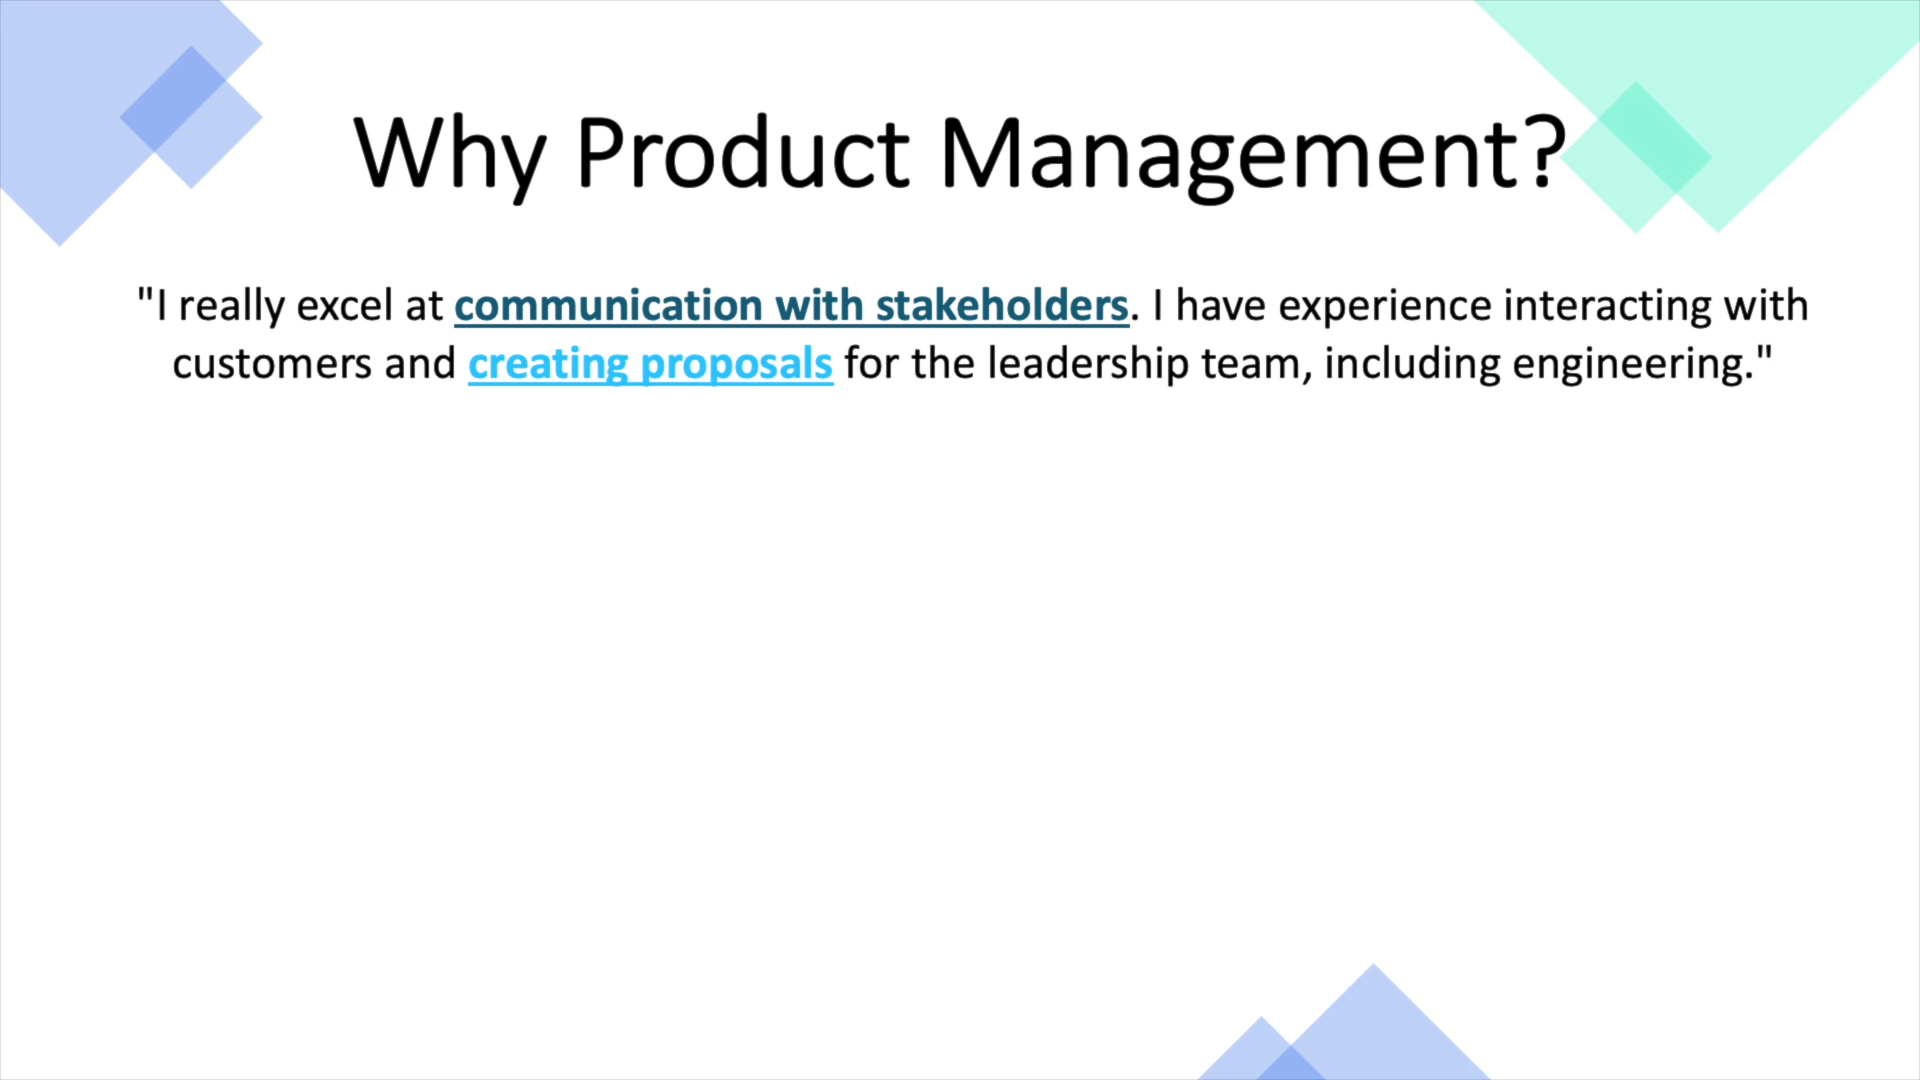 Why Product Management?
"I really excel at communication with stakeholders. I have experience interacting with
customers and creating proposals for the leadership team, including engineering."